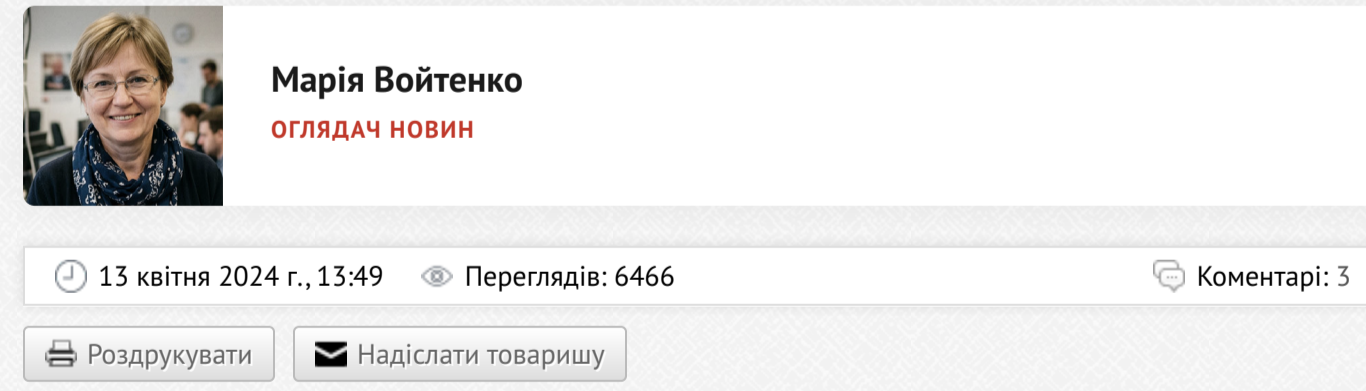 Марія Войтенко
ОГЛЯДАЧ НОВИН
13 квітня 2024 г., 13:49 Переглядів: 6466 Коментарі: 3
Роздрукувати Надіслати товаришу